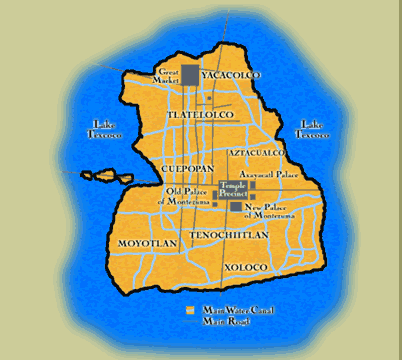 Great
Market
YACACOLCO
TLATELOLCO
Lake
Texcoco
Lake
Texcoco
AZTACUALCO
CUEPOPAN
Axayacatl Palace
Temple
Precinct
Old Palace
of Montezuma
New Palace
of Montezuma
TENOCHTITLAN
MOYOTLAN
XOLOCO
Main Water Canal
Main Road